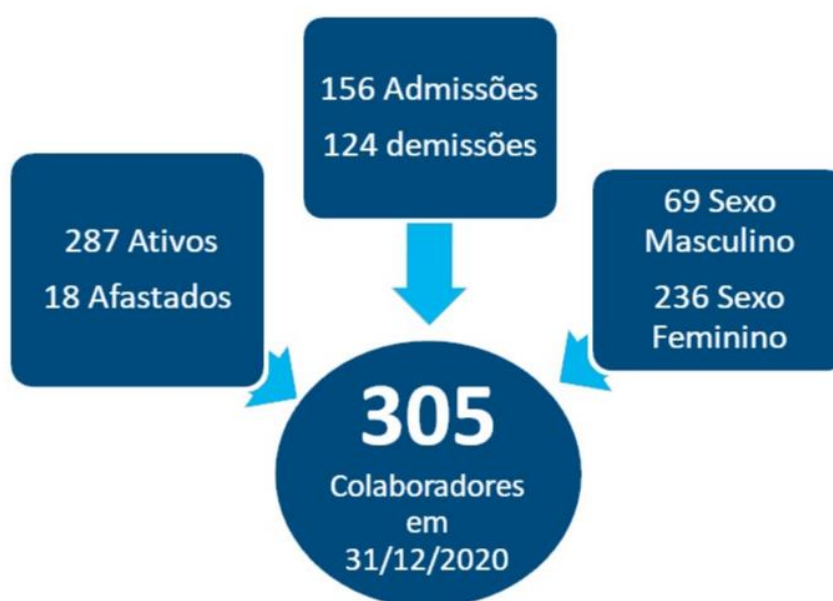 156 Admissões
124 demissões
287 Ativos
18 Afastados
69 Sexo
Masculino
236 Sexo
Feminino
305
Colaboradores
em
31/12/2020